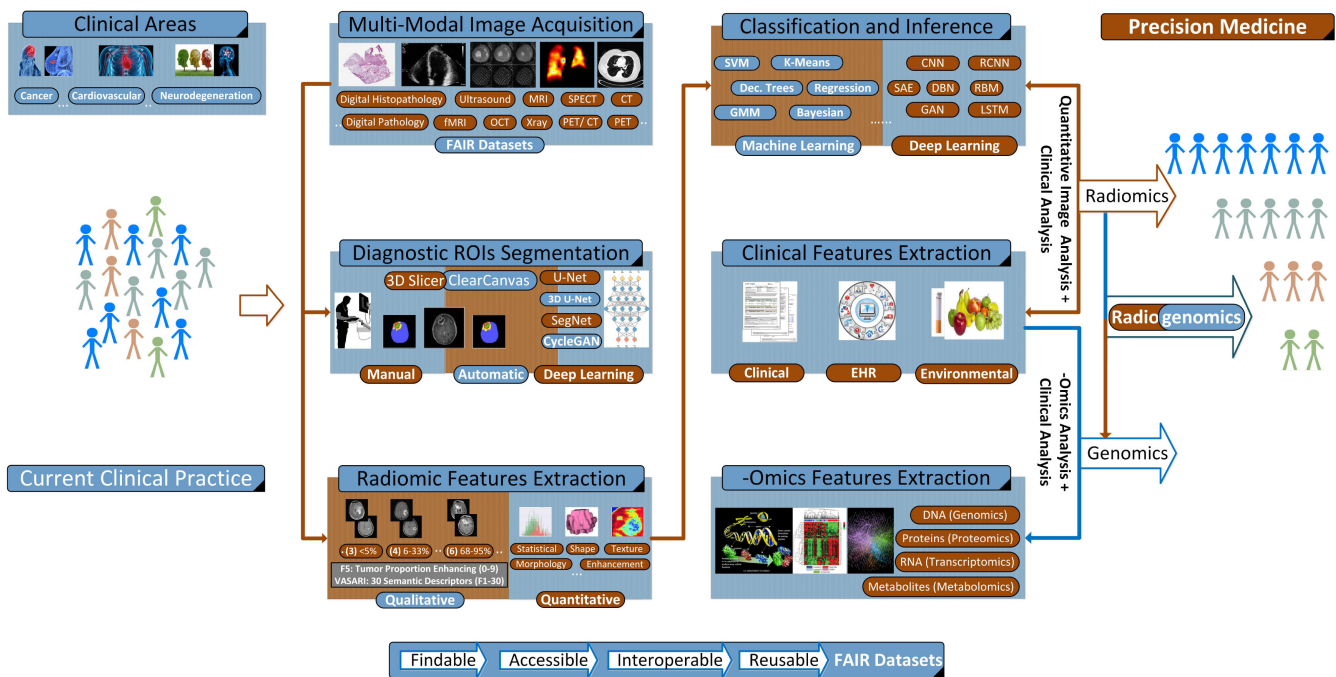 Clinical Areas
Cancer
Cardiovascular
Neurodegeneration
...
...
Current Clinical Practice
Multi-Modal Image Acquisition
Digital Histopathology
Ultrasound
MRI
SPECT
CT
..
Digital Pathology
fMRI
OCT
Xray
PET/ CT
PET
..
FAIR Datasets
Diagnostic ROIs Segmentation
3D Slicer
ClearCanvas
U-Net
3D U-Net
SegNet
CycleGAN
Manual
Automatic
Deep Learning
Radiomic Features Extraction
(3) <5%
(4) 6-33%
..
(6) 68-95%
..
F5: Tumor Proportion Enhancing (0-9)
VASARI: 30 Semantic Descriptors (F1-30)
Qualitative
Statistical
Shape
Texture
Morphology
...
Enhancement
Quantitative
Classification and Inference
SVM
K-Means
Dec. Trees
Regression
GMM
Bayesian
......
Machine Learning
CNN
RCNN
SAE
DBN
RBM
GAN
LSTM
Deep Learning
Clinical Features Extraction
Clinical
EHR
Environmental
-Omics Features Extraction
DNA (Genomics)
Proteins (Proteomics)
RNA (Transcriptomics)
Metabolites (Metabolomics)
Quantitative Image Analysis +
Clinical Analysis
-Omics Analysis +
Clinical Analysis
Precision Medicine
Radiomics
Radiogenomics
Genomics
Findable
Accessible
Interoperable
Reusable
FAIR Datasets